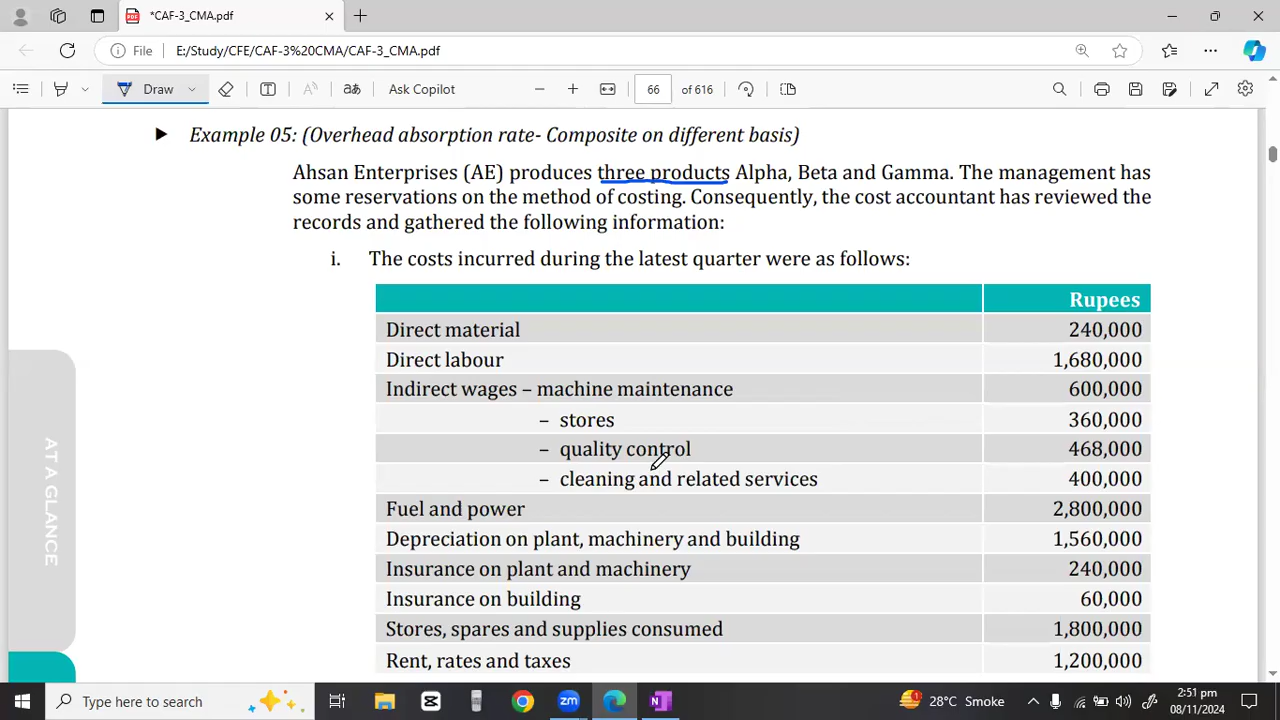 *CAF-3_CMA.pdf
File E:/Study/CFE/CAF-3%20CMA/CAF-3_CMA.pdf
Draw Ask Copilot 66 of 616
Example 05: (Overhead absorption rate- Composite on different basis)
Ahsan Enterprises (AE) produces three products Alpha, Beta and Gamma. The management has
some reservations on the method of costing. Consequently, the cost accountant has reviewed the
records and gathered the following information:
i. The costs incurred during the latest quarter were as follows:
Rupees
Direct material 240,000
Direct labour 1,680,000
Indirect wages – machine maintenance 600,000
– stores 360,000
– quality control 468,000
– cleaning and related services 400,000
Fuel and power 2,800,000
Depreciation on plant, machinery and building 1,560,000
Insurance on plant and machinery 240,000
Insurance on building 60,000
Stores, spares and supplies consumed 1,800,000
Rent, rates and taxes 1,200,000
AT A GLANCE
Type here to search
28°C Smoke
2:51 pm
08/11/2024